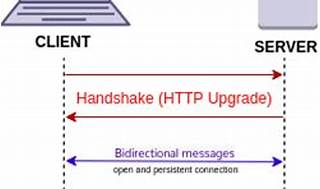 CLIENT
SERVER
Handshake (HTTP Upgrade)
Bidirectional messages
open and persistent connection